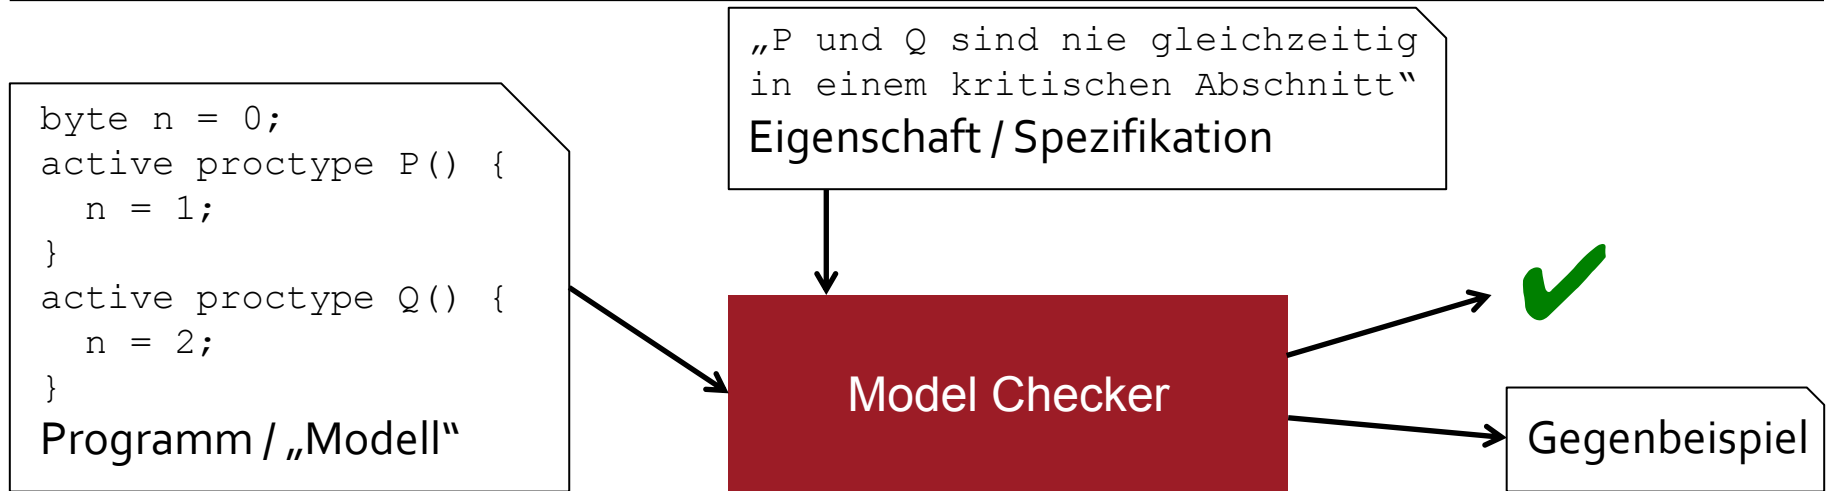 „P und Q sind nie gleichzeitig
in einem kritischen Abschnitt“
Eigenschaft / Spezifikation
byte n = 0;
active proctype P() {
  n = 1;
}
active proctype Q() {
  n = 2;
}
Programm / „Modell“
Model Checker
Gegenbeispiel